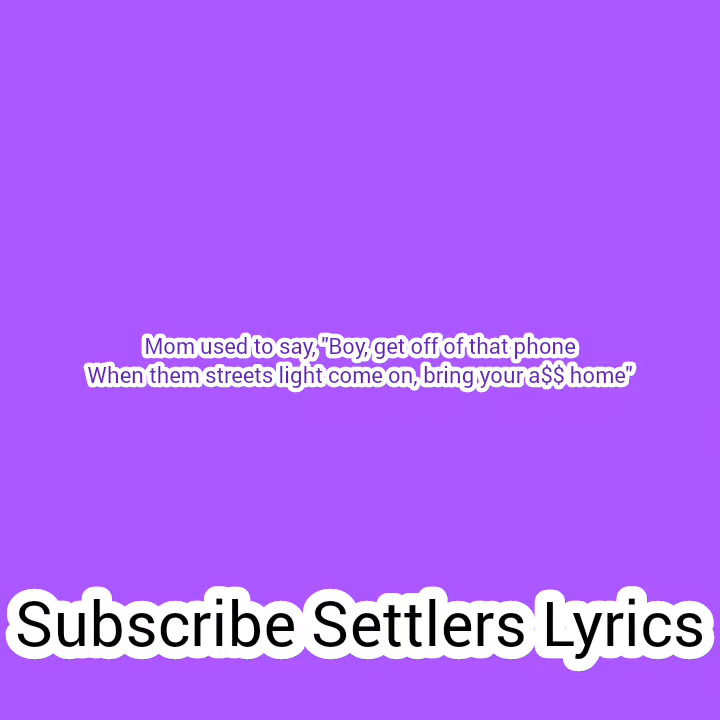 Mom used to say, "Boy, get off of that phone
When them streets light come on, bring your a$$ home"
Subscribe Settlers Lyrics